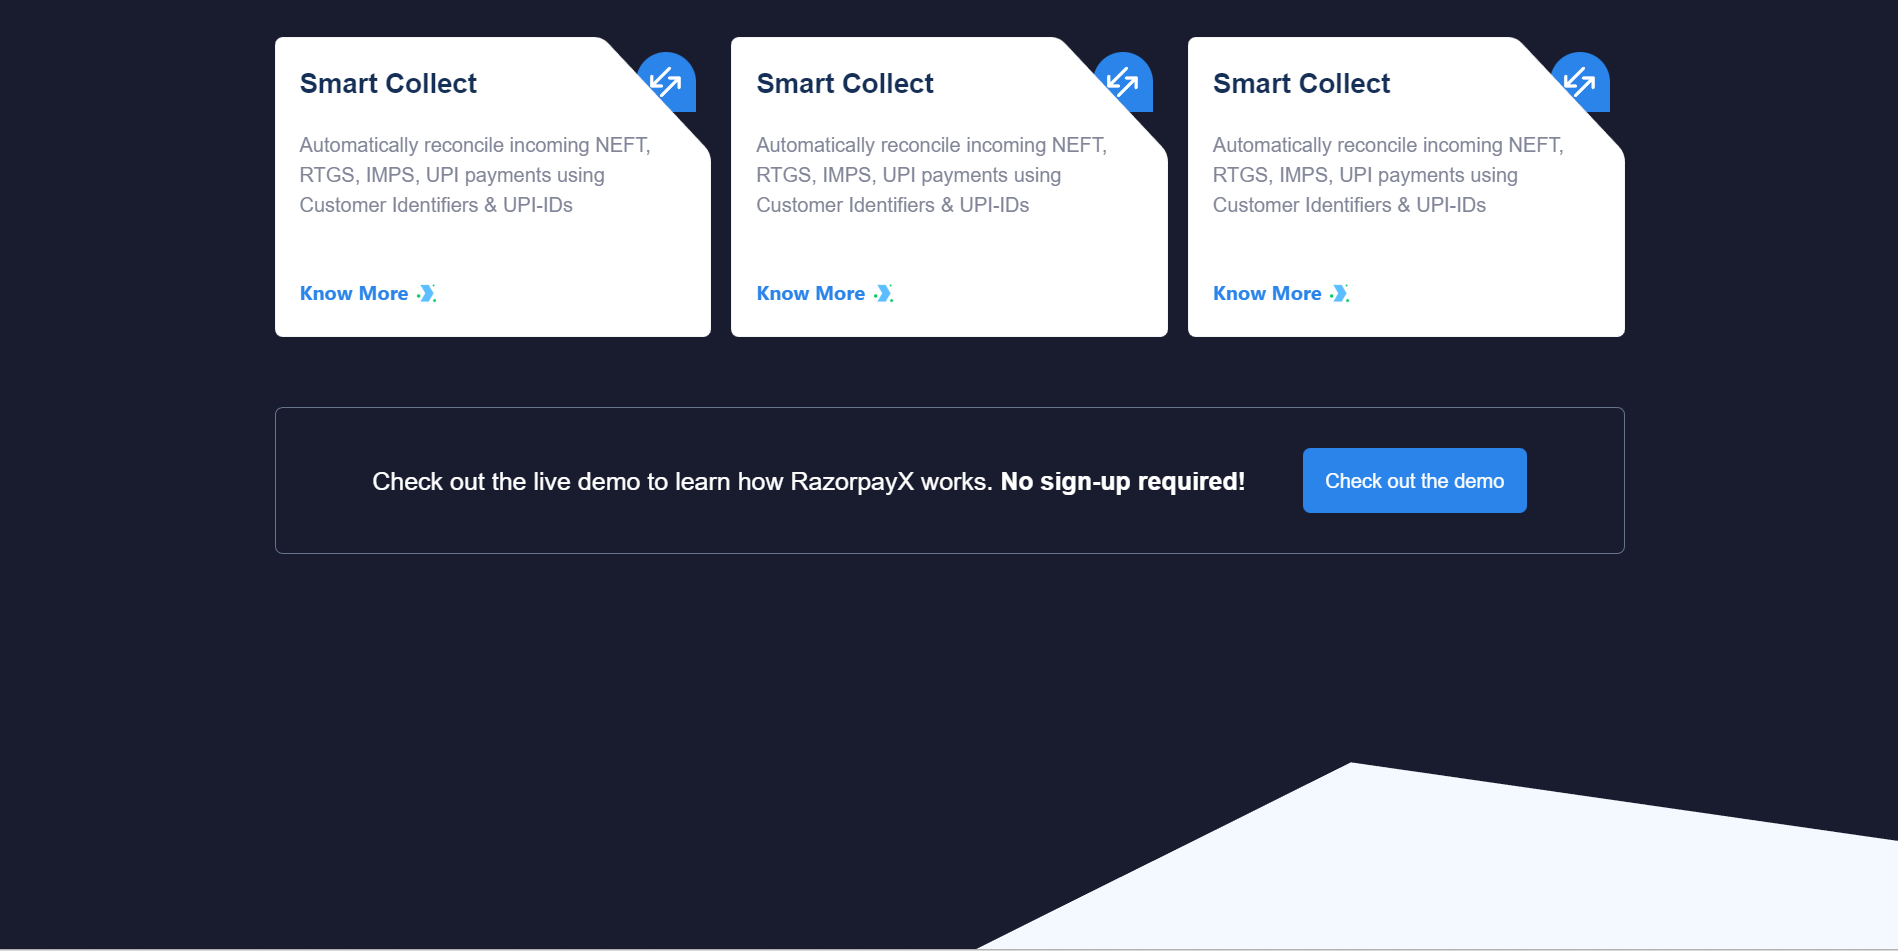 Smart Collect
Automatically reconcile incoming NEFT,
RTGS, IMPS, UPI payments using
Customer Identifiers & UPI-IDs
Know More
Smart Collect
Automatically reconcile incoming NEFT,
RTGS, IMPS, UPI payments using
Customer Identifiers & UPI-IDs
Know More
Smart Collect
Automatically reconcile incoming NEFT,
RTGS, IMPS, UPI payments using
Customer Identifiers & UPI-IDs
Know More
Check out the live demo to learn how RazorpayX works. No sign-up required!
Check out the demo